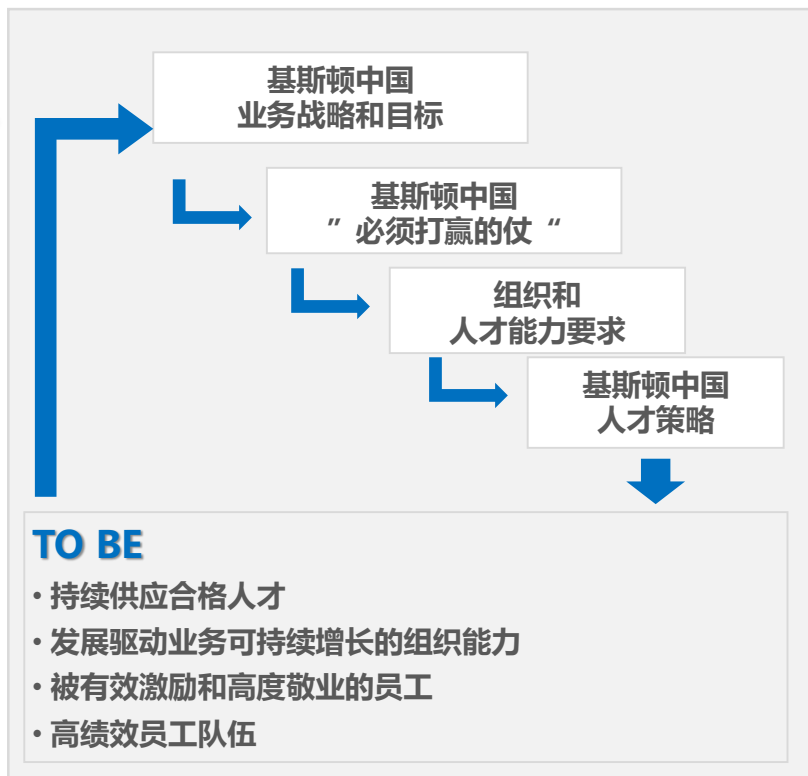 基斯顿中国
业务战略和目标
基斯顿中国
”必须打赢的仗“
组织和
人才能力要求
基斯顿中国
人才策略
TO BE
• 持续供应合格人才
• 发展驱动业务可持续增长的组织能力
• 被有效激励和高度敬业的员工
• 高绩效员工队伍